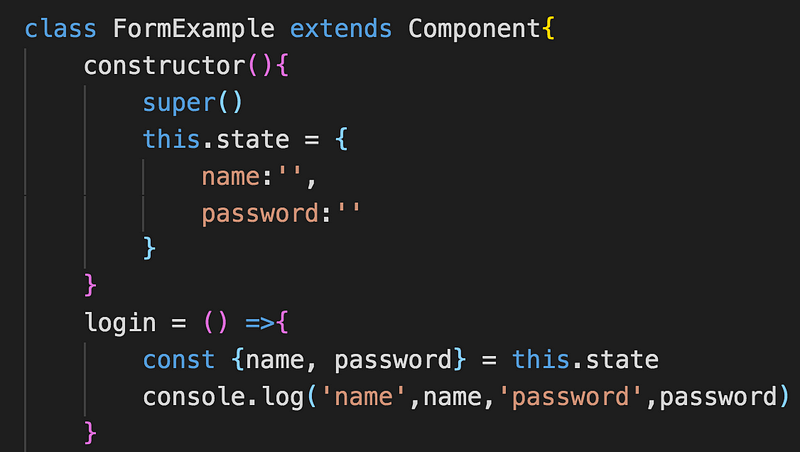 class FormExample extends Component{
    constructor(){
        super()
        this.state = {
            name:'',
            password:''
        }
    }
    login = () =>{
        const {name, password} = this.state
        console.log('name',name,'password',password)
    }